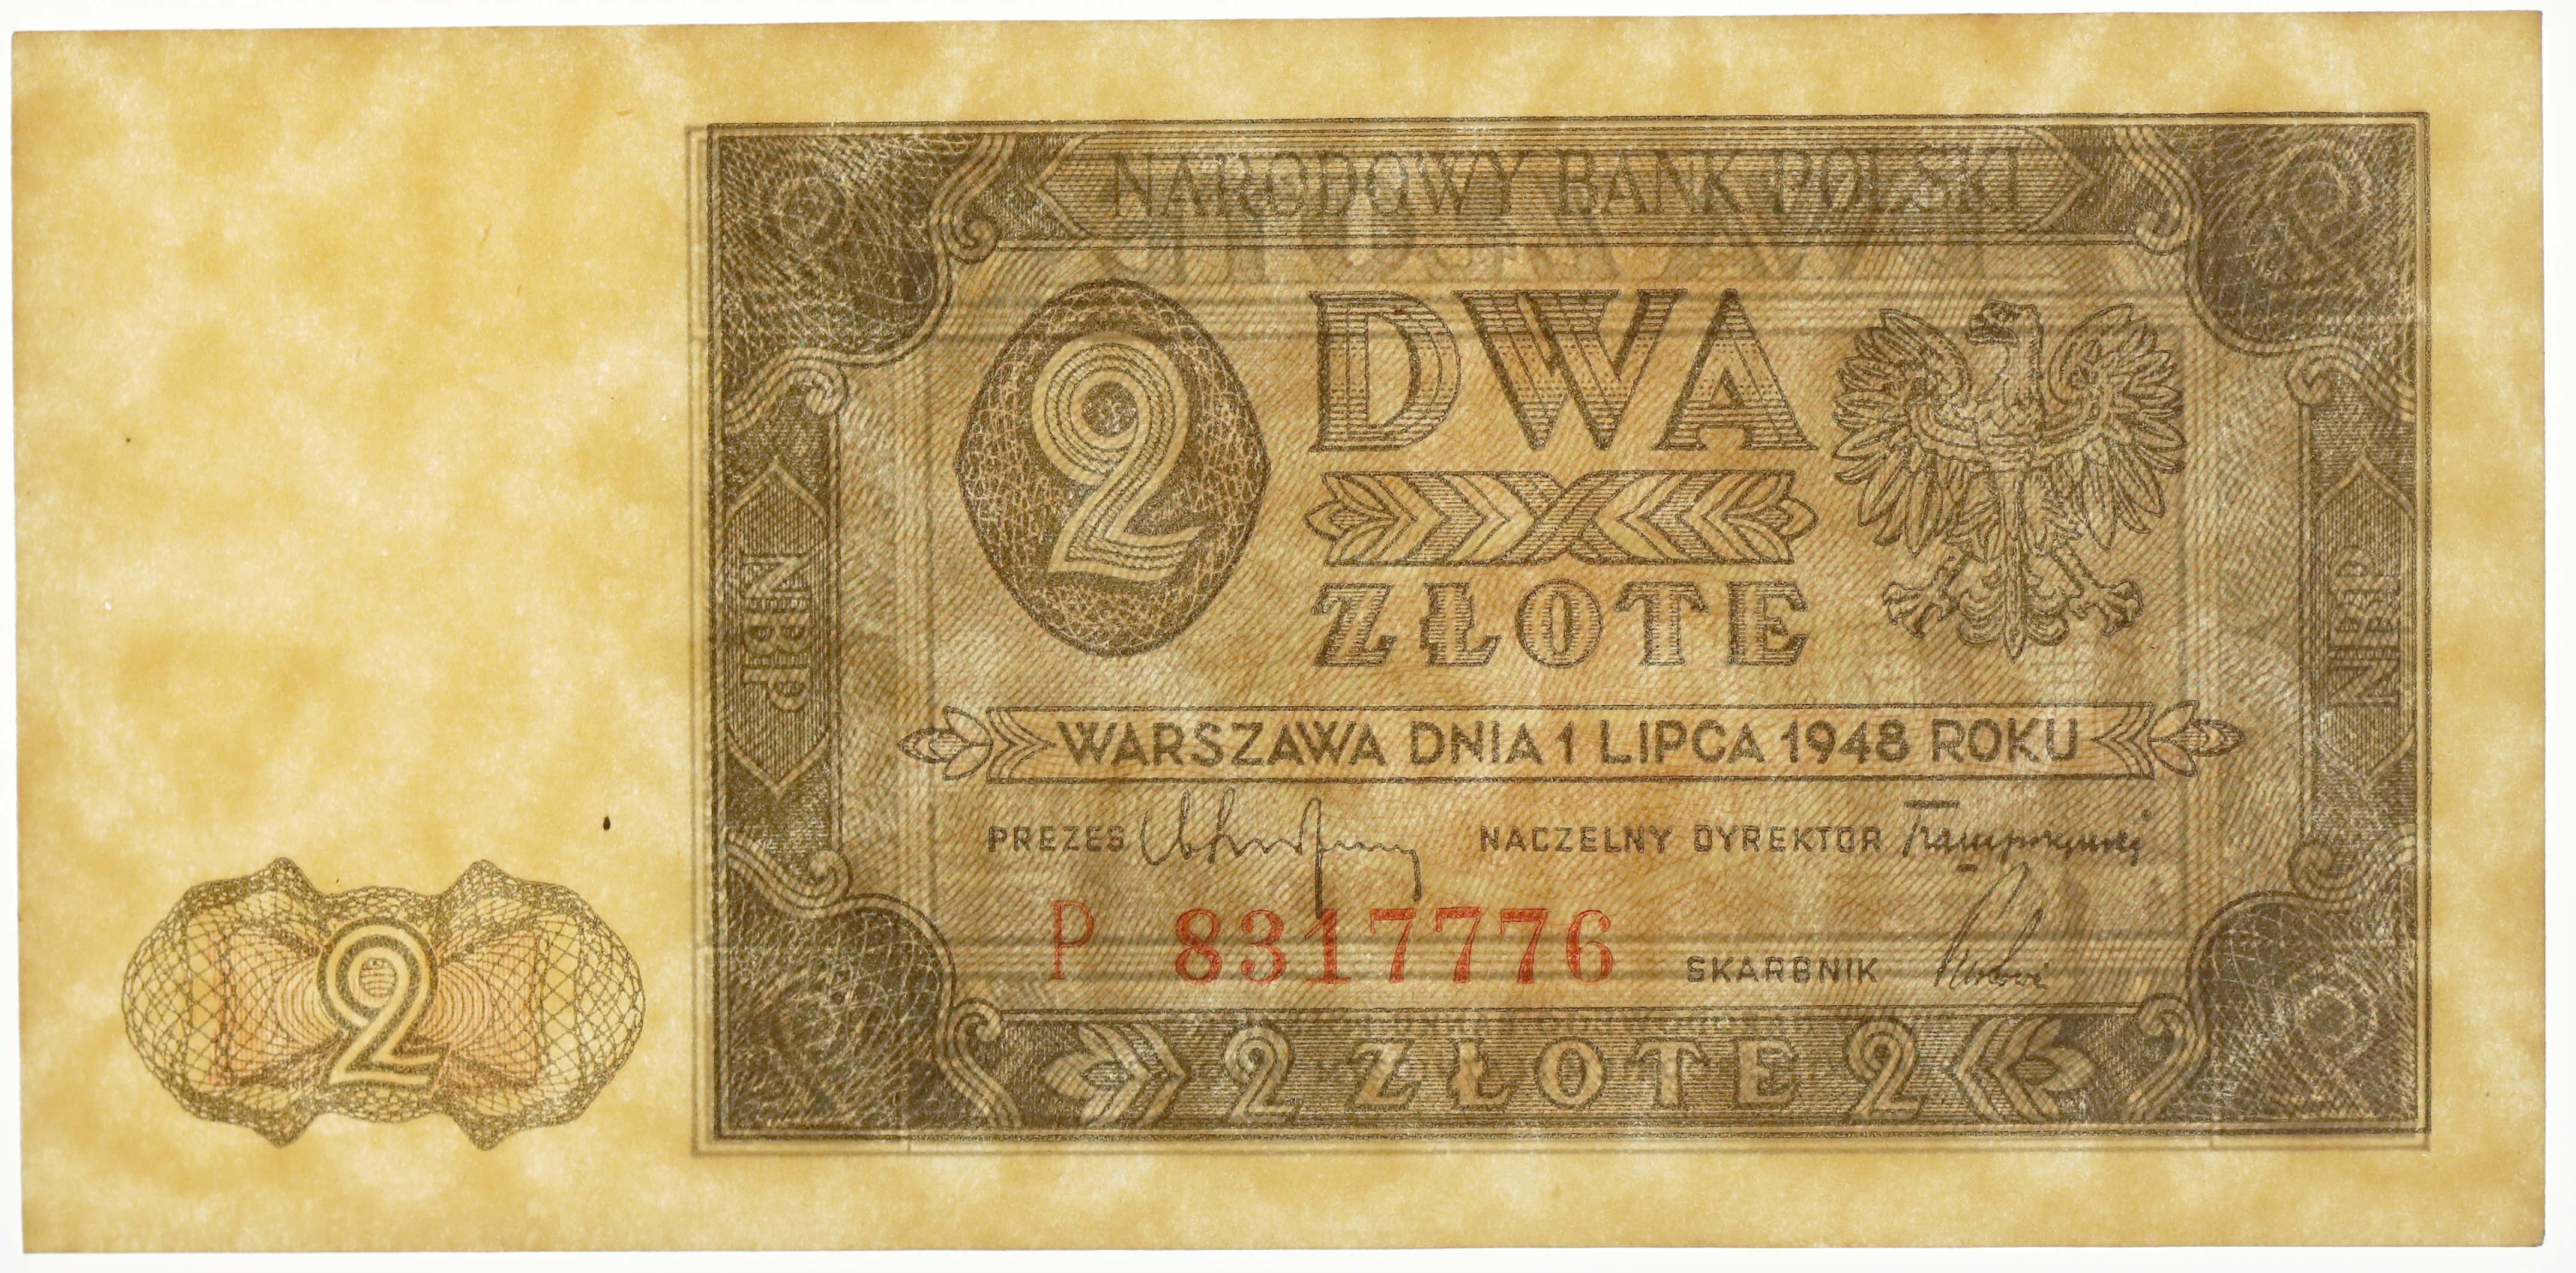 NARODOWY BANK POLSKI
2
DWA
ZŁOTE
NBP
NBP
WARSZAWA DNIA 1 LIPCA 1948 ROKU
PREZES NACZELNY DYREKTOR
P 8317776
SKARBNIK
2
2 ZŁOTE 2